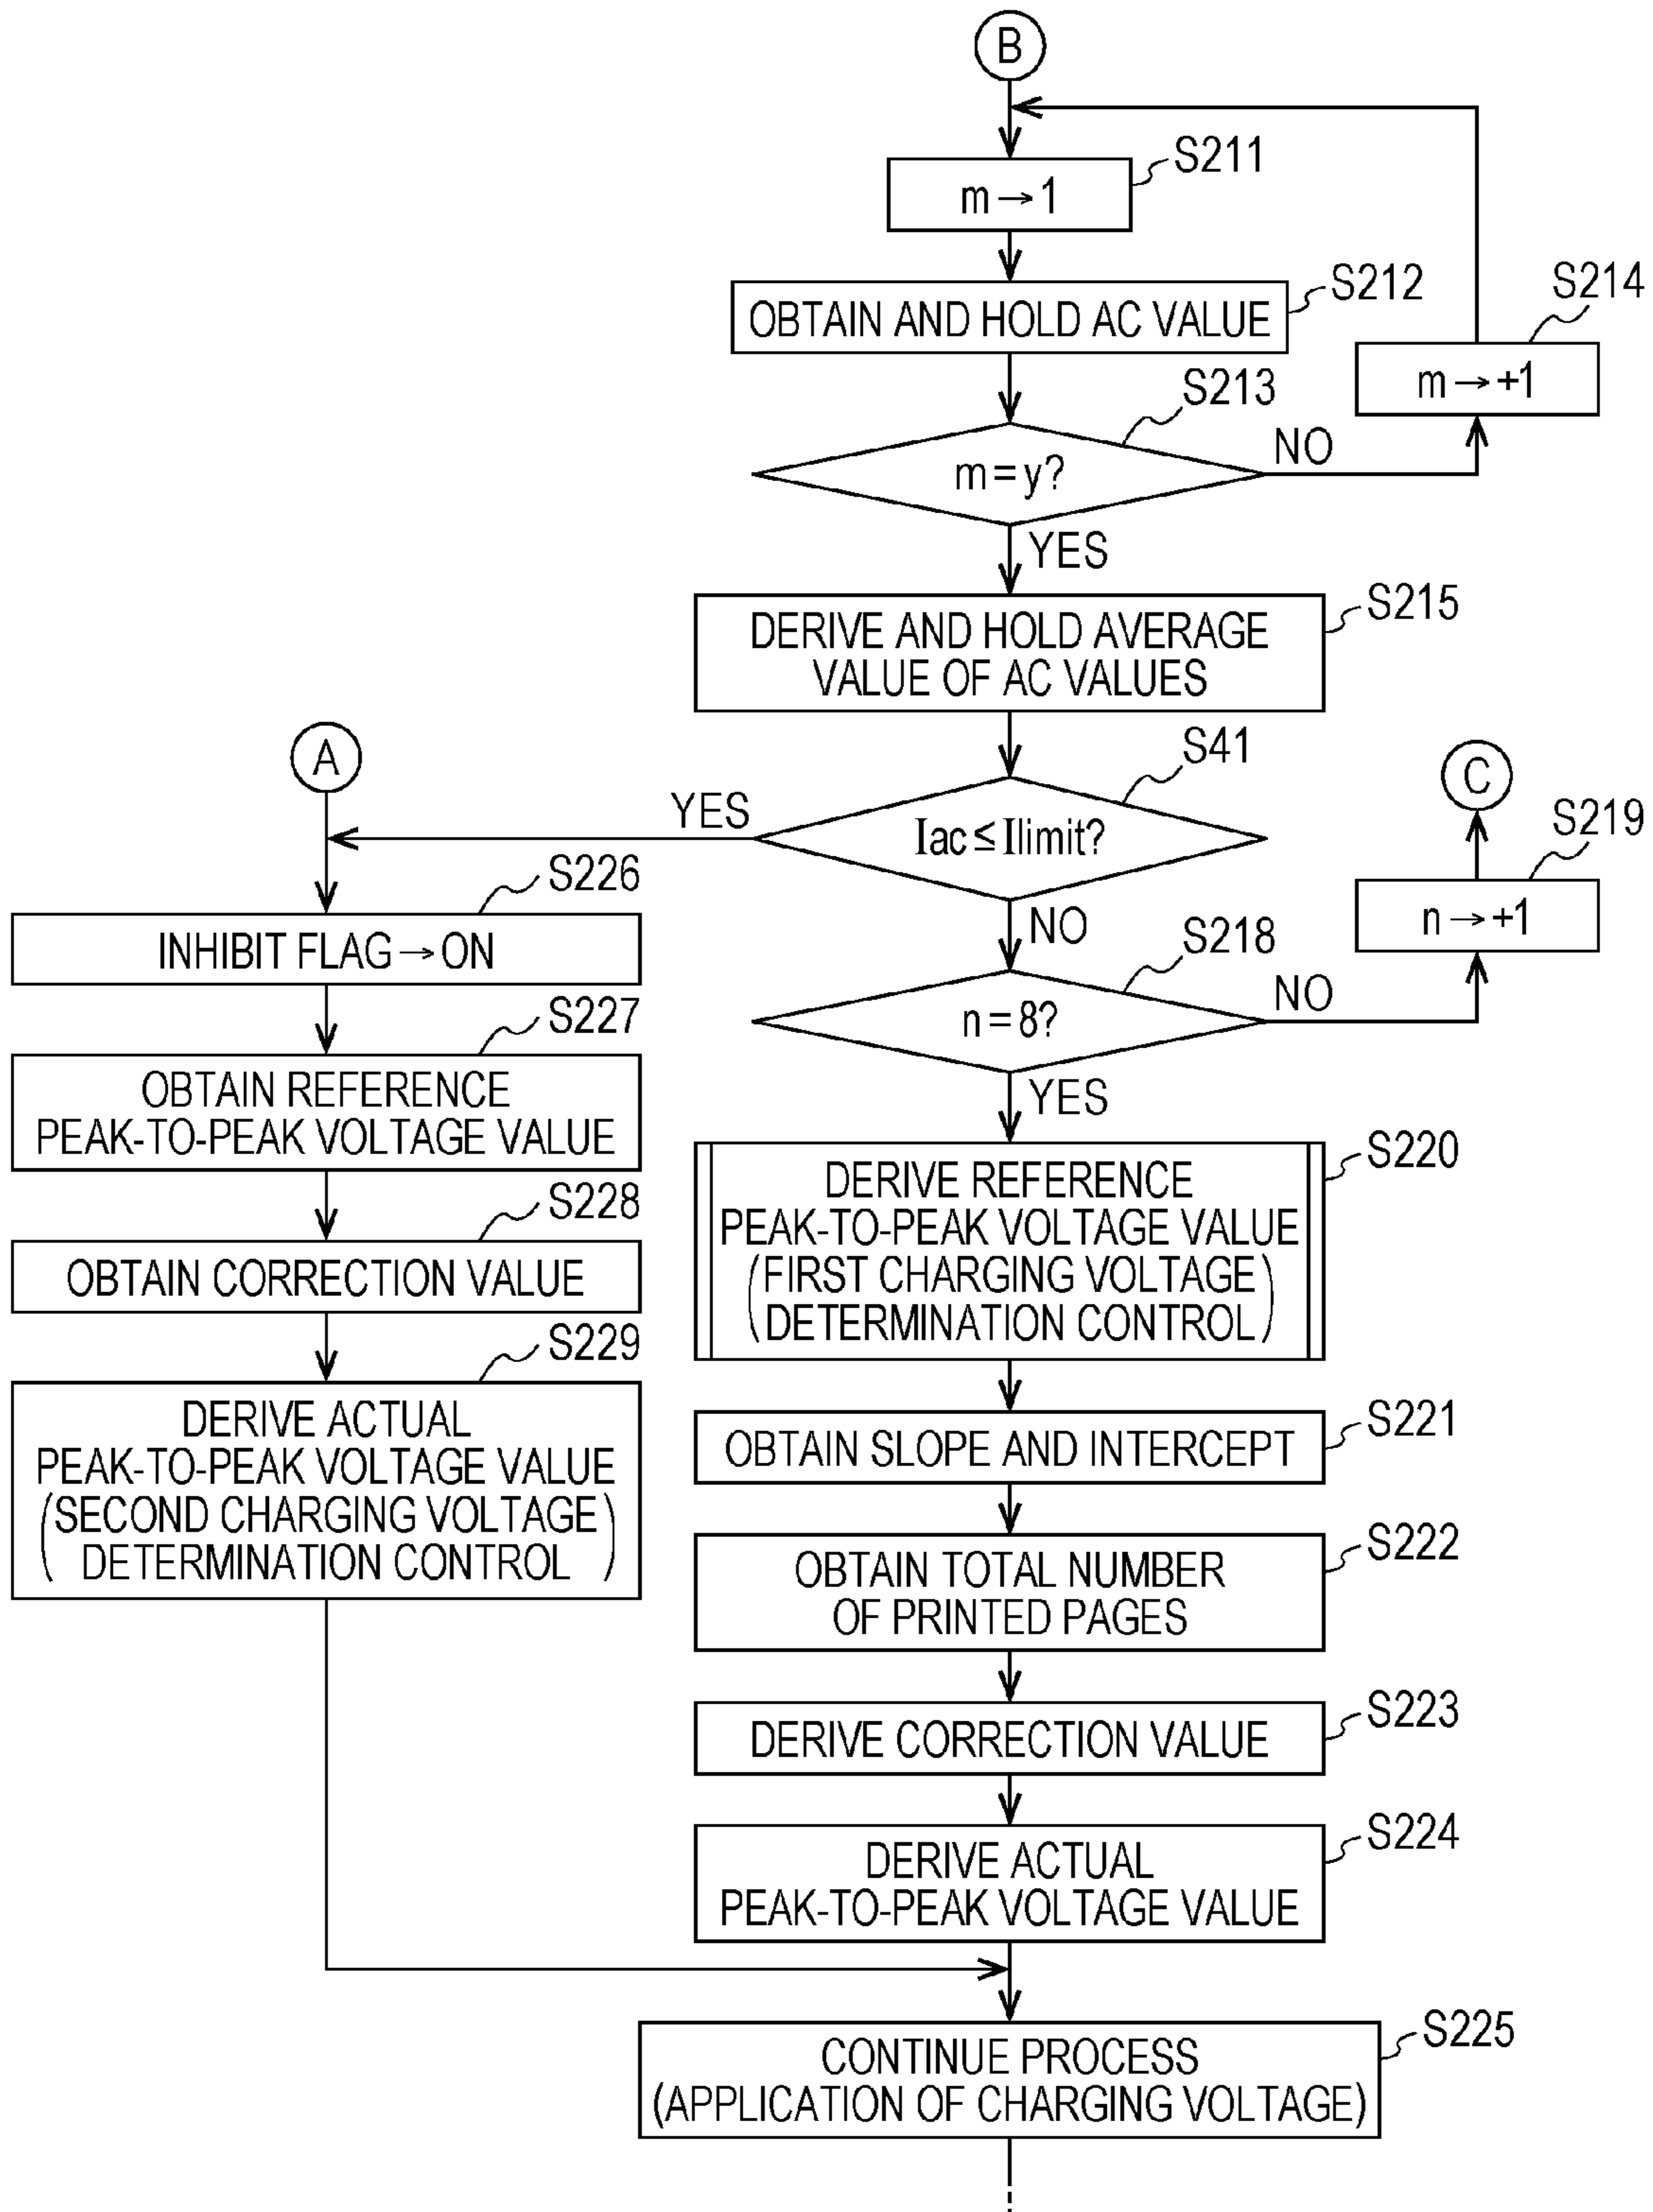 B
S211
m→1
S212
OBTAIN AND HOLD AC VALUE
S214
m→+1
S213
m=y?
NO
YES
S215
DERIVE AND HOLD AVERAGE
VALUE OF AC VALUES
A
S41
Iac≤Ilimit?
YES
NO
C
S219
n→+1
S218
n=8?
NO
YES
S226
INHIBIT FLAG→ON
S227
OBTAIN REFERENCE
PEAK-TO-PEAK VOLTAGE VALUE
S228
OBTAIN CORRECTION VALUE
S229
DERIVE ACTUAL
PEAK-TO-PEAK VOLTAGE VALUE
(SECOND CHARGING VOLTAGE
DETERMINATION CONTROL)
S220
DERIVE REFERENCE
PEAK-TO-PEAK VOLTAGE VALUE
(FIRST CHARGING VOLTAGE
DETERMINATION CONTROL)
S221
OBTAIN SLOPE AND INTERCEPT
S222
OBTAIN TOTAL NUMBER
OF PRINTED PAGES
S223
DERIVE CORRECTION VALUE
S224
DERIVE ACTUAL
PEAK-TO-PEAK VOLTAGE VALUE
S225
CONTINUE PROCESS
(APPLICATION OF CHARGING VOLTAGE)